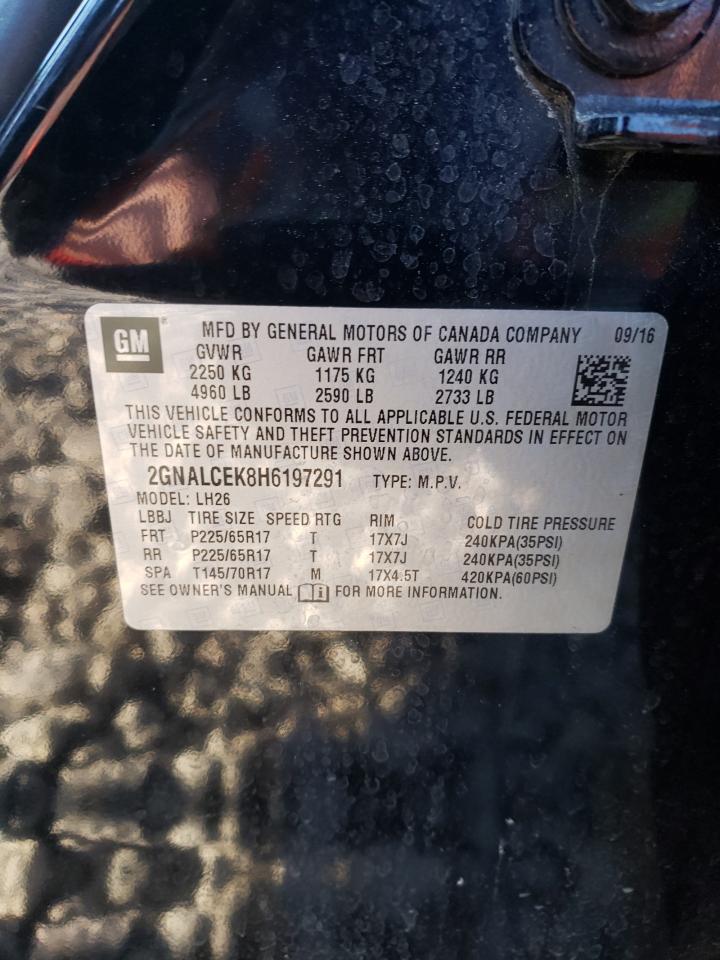 GM MFD BY GENERAL MOTORS OF CANADA COMPANY 09/16
GVWR GAWR FRT GAWR RR
2250 KG 1175 KG 1240 KG
4960 LB 2590 LB 2733 LB
THIS VEHICLE CONFORMS TO ALL APPLICABLE U.S. FEDERAL MOTOR
VEHICLE SAFETY AND THEFT PREVENTION STANDARDS IN EFFECT ON
THE DATE OF MANUFACTURE SHOWN ABOVE.
2GNALCEK8H6197291 TYPE: M.P.V.
MODEL: LH26
LBBJ TIRE SIZE SPEED RTG RIM COLD TIRE PRESSURE
FRT P225/65R17 T 17X7J 240KPA(35PSI)
RR P225/65R17 T 17X7J 240KPA(35PSI)
SPA T145/70R17 M 17X4.5T 420KPA(60PSI)
SEE OWNER'S MANUAL FOR MORE INFORMATION.